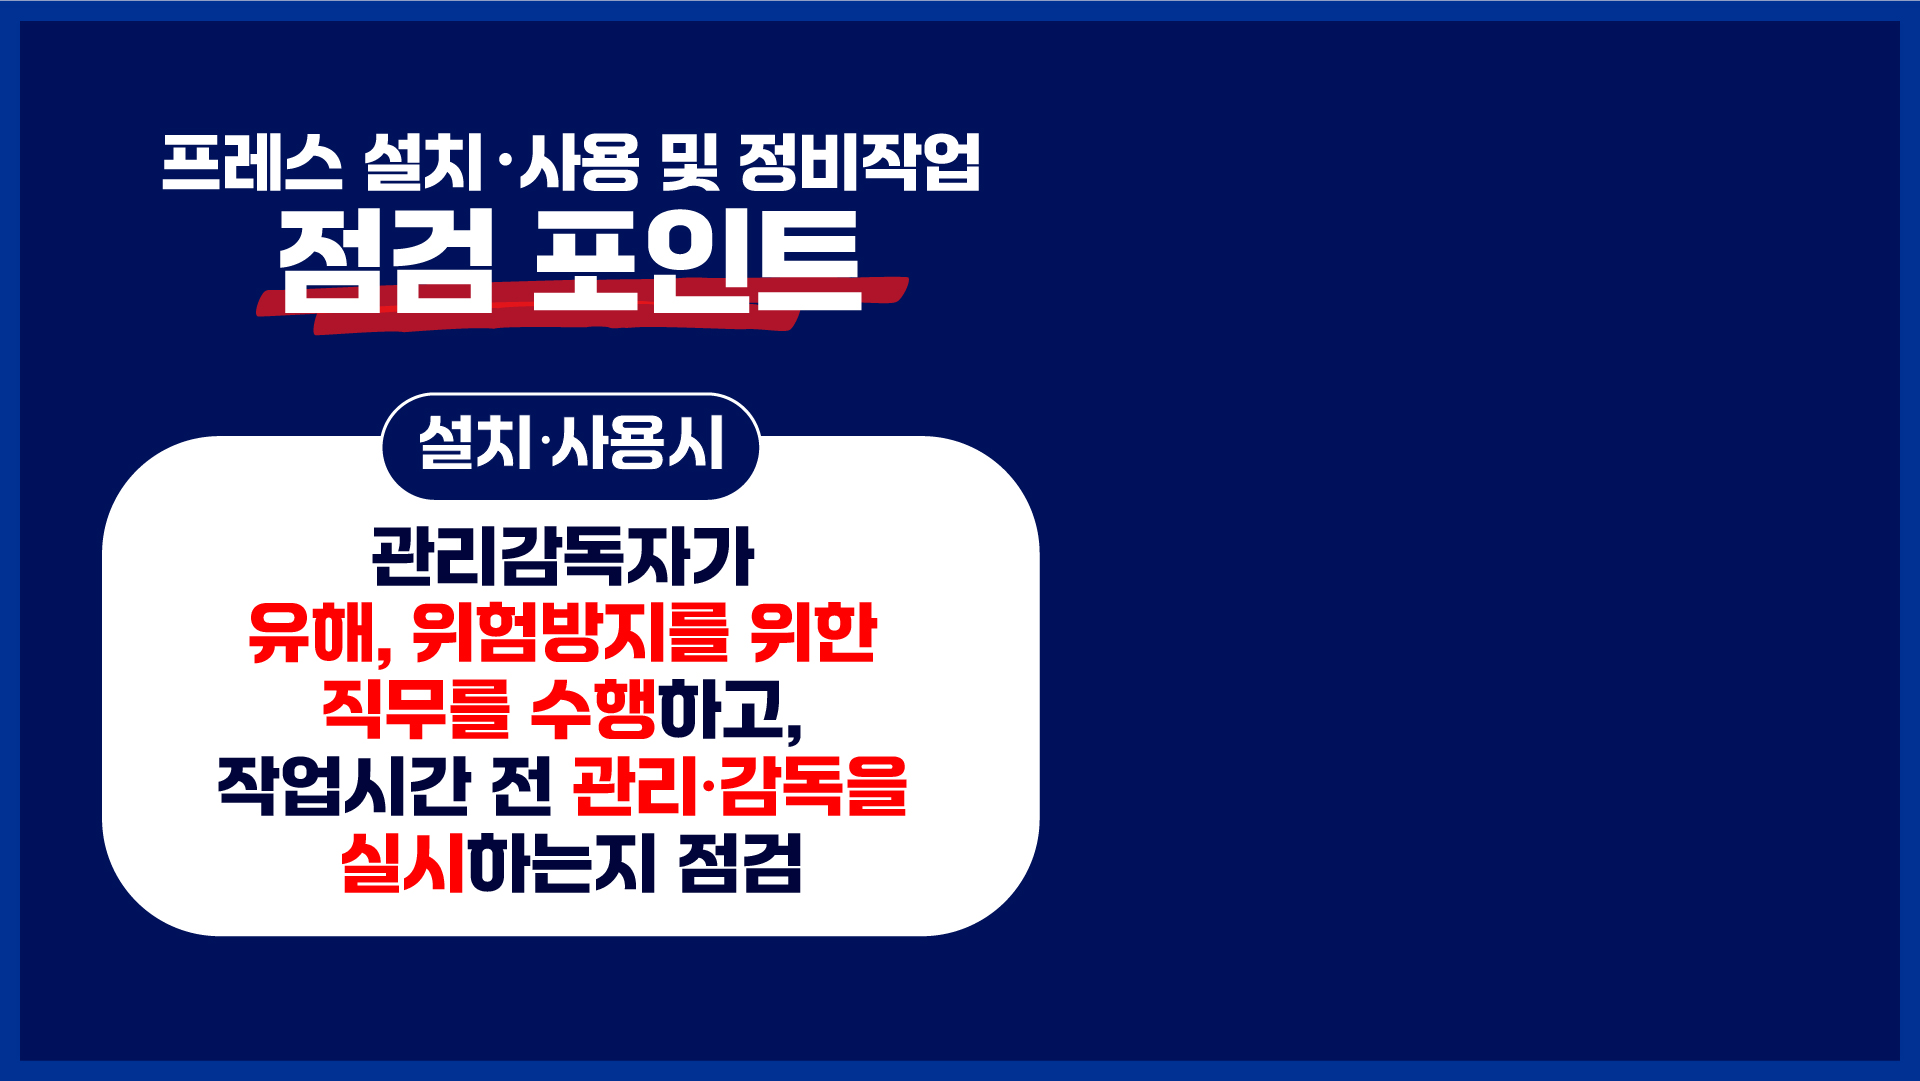 프레스 설치·사용 및 정비작업
점검 포인트
설치·사용시
관리감독자가
유해, 위험방지를 위한
직무를 수행하고,
작업시간 전 관리·감독을
실시하는지 점검